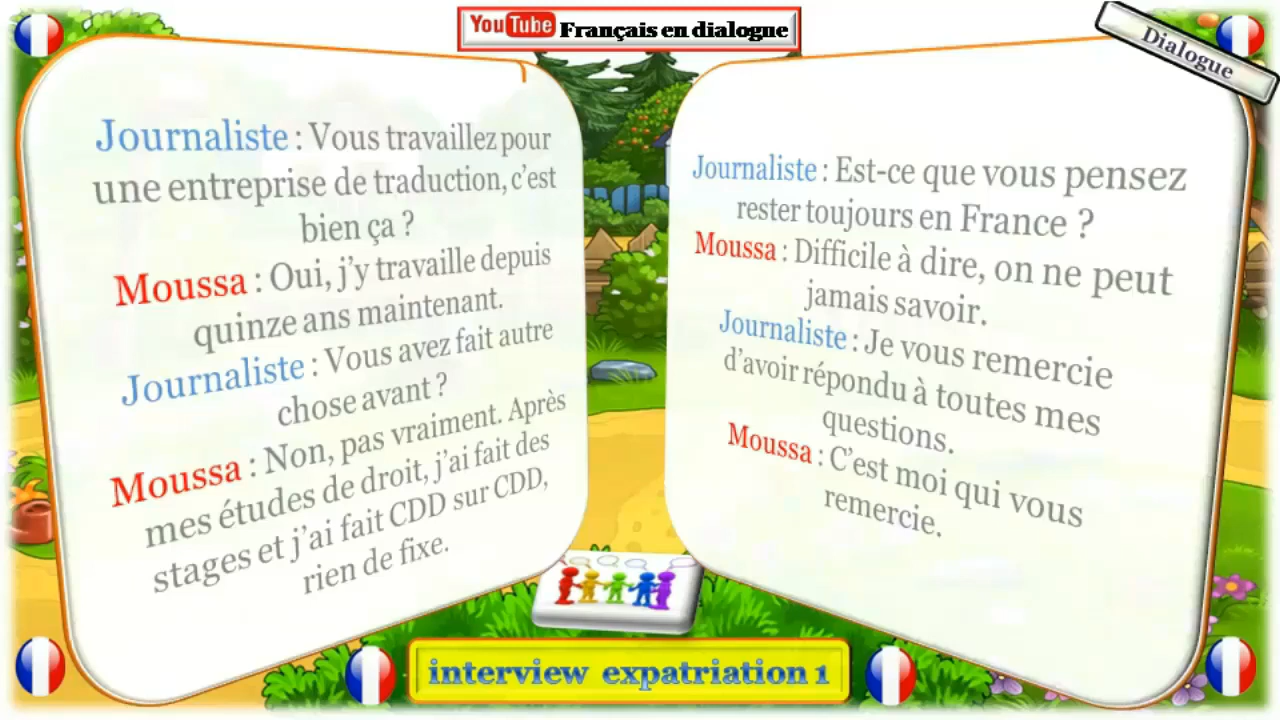 YouTube Français en dialogue
Dialogue
Journaliste : Vous travaillez pour
une entreprise de traduction, c'est
bien ça ?
Moussa : Oui, j'y travaille depuis
quinze ans maintenant.
Journaliste : Vous avez fait autre
chose avant ?
Moussa : Non, pas vraiment. Après
mes études de droit, j'ai fait des
stages et j'ai fait CDD sur CDD,
rien de fixe.
Journaliste : Est-ce que vous pensez
rester toujours en France ?
Moussa : Difficile à dire, on ne peut
jamais savoir.
Journaliste : Je vous remercie
d'avoir répondu à toutes mes
questions.
Moussa : C'est moi qui vous
remercie.
interview expatriation 1